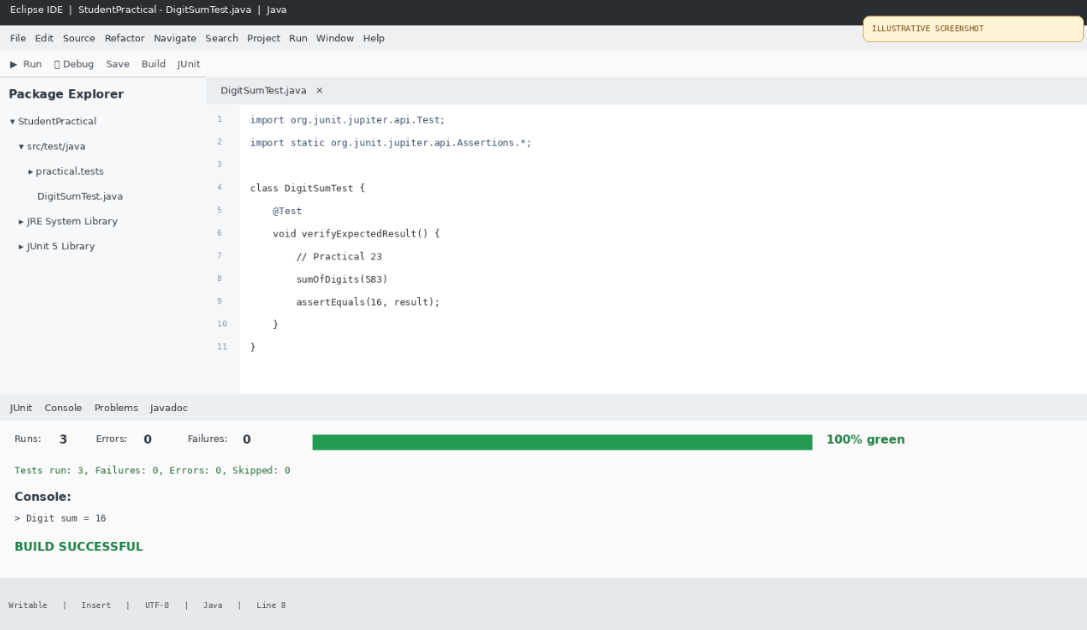 Eclipse IDE | StudentPractical - DigitSumTest.java | Java
ILLUSTRATIVE SCREENSHOT
File Edit Source Refactor Navigate Search Project Run Window Help
▶ Run Debug Save Build JUnit
Package Explorer
▾ StudentPractical
▾ src/test/java
▸ practical.tests
DigitSumTest.java
▸ JRE System Library
▸ JUnit 5 Library
DigitSumTest.java ×
1 import org.junit.jupiter.api.Test;
2 import static org.junit.jupiter.api.Assertions.*;
3
4 class DigitSumTest {
5 @Test
6 void verifyExpectedResult() {
7 // Practical 23
8 sumOfDigits(583)
9 assertEquals(16, result);
10 }
11 }
JUnit Console Problems Javadoc
Runs: 3 Errors: 0 Failures: 0 100% green
Tests run: 3, Failures: 0, Errors: 0, Skipped: 0
Console:
> Digit sum = 16
BUILD SUCCESSFUL
Writable | Insert | UTF-8 | Java | Line 8